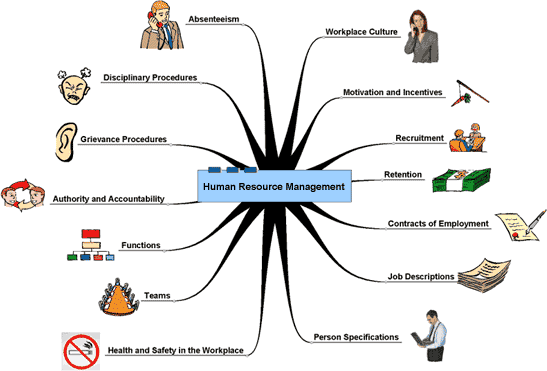 Absenteeism
Workplace Culture
Disciplinary Procedures
Motivation and Incentives
Grievance Procedures
Recruitment
Human Resource Management
Retention
Authority and Accountability
Contracts of Employment
Functions
Job Descriptions
Teams
Person Specifications
Health and Safety in the Workplace